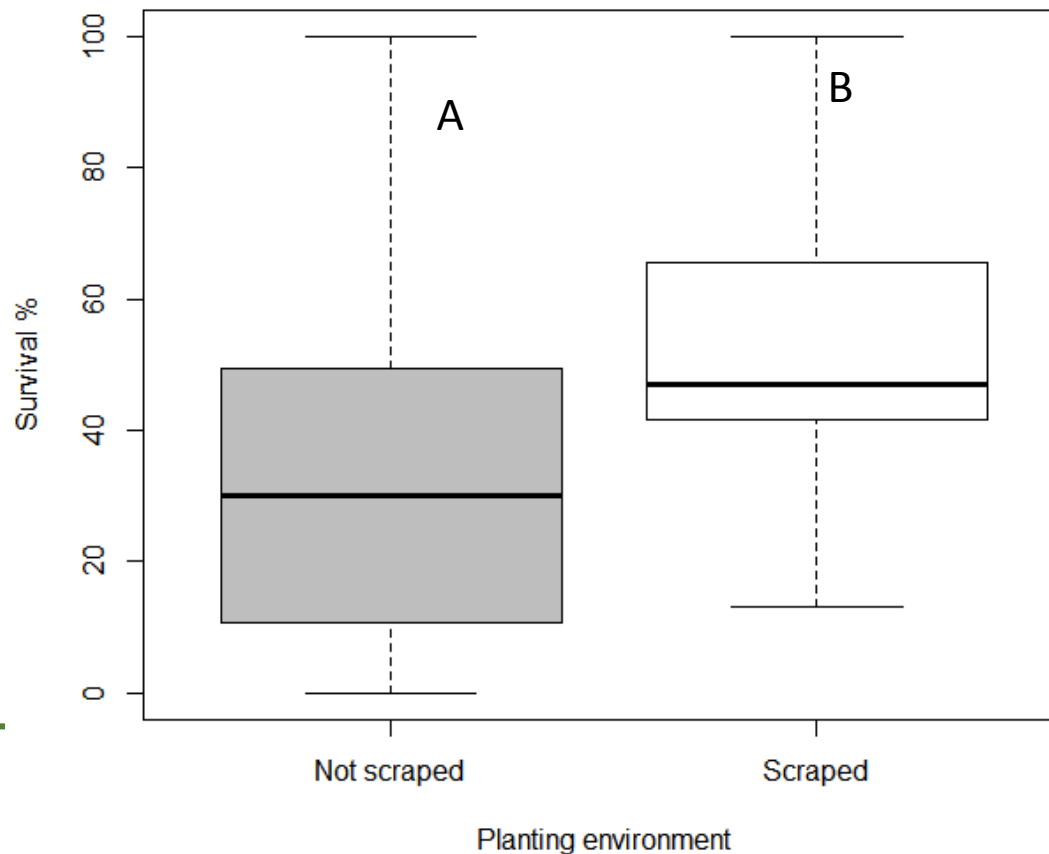 100
80
60
40
20
0
Survival %
A
B
Not scraped
Scraped
Planting environment